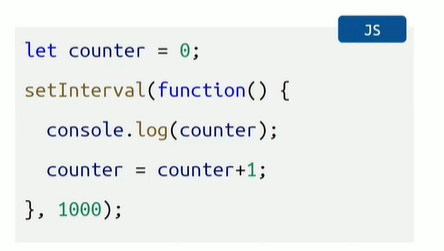 JS
let counter = 0;
setInterval(function() {
  console.log(counter);
  counter = counter+1;
}, 1000);